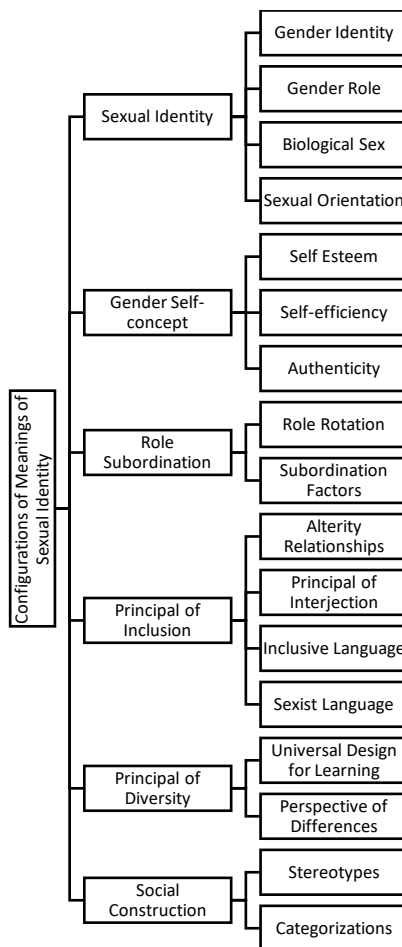 Configurations of Meanings of
Sexual Identity
Sexual Identity
Gender Identity
Gender Role
Biological Sex
Sexual Orientation
Gender Self-
concept
Self Esteem
Self-efficiency
Authenticity
Role
Subordination
Role Rotation
Subordination
Factors
Principal of
Inclusion
Alterity
Relationships
Principal of
Interjection
Inclusive Language
Sexist Language
Principal of
Diversity
Universal Design
for Learning
Perspective of
Differences
Social
Construction
Stereotypes
Categorizations